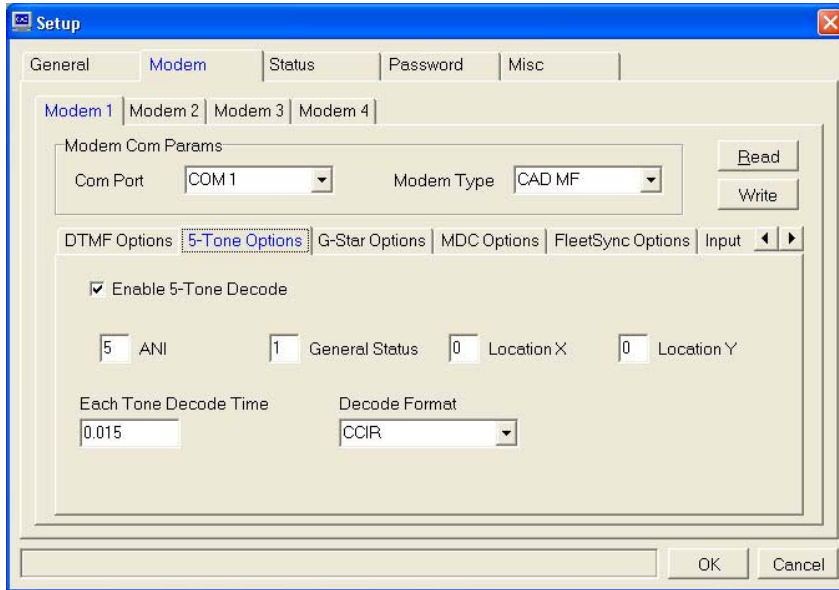 Setup
General Modem Status Password Misc
Modem 1 Modem 2 Modem 3 Modem 4
Modem Com Params
Com Port COM 1 Modem Type CAD MF
Read
Write
DTMF Options 5-Tone Options G-Star Options MDC Options FleetSync Options Input
Enable 5-Tone Decode
5 ANI 1 General Status 0 Location X 0 Location Y
Each Tone Decode Time Decode Format
0.015 CCIR
OK Cancel